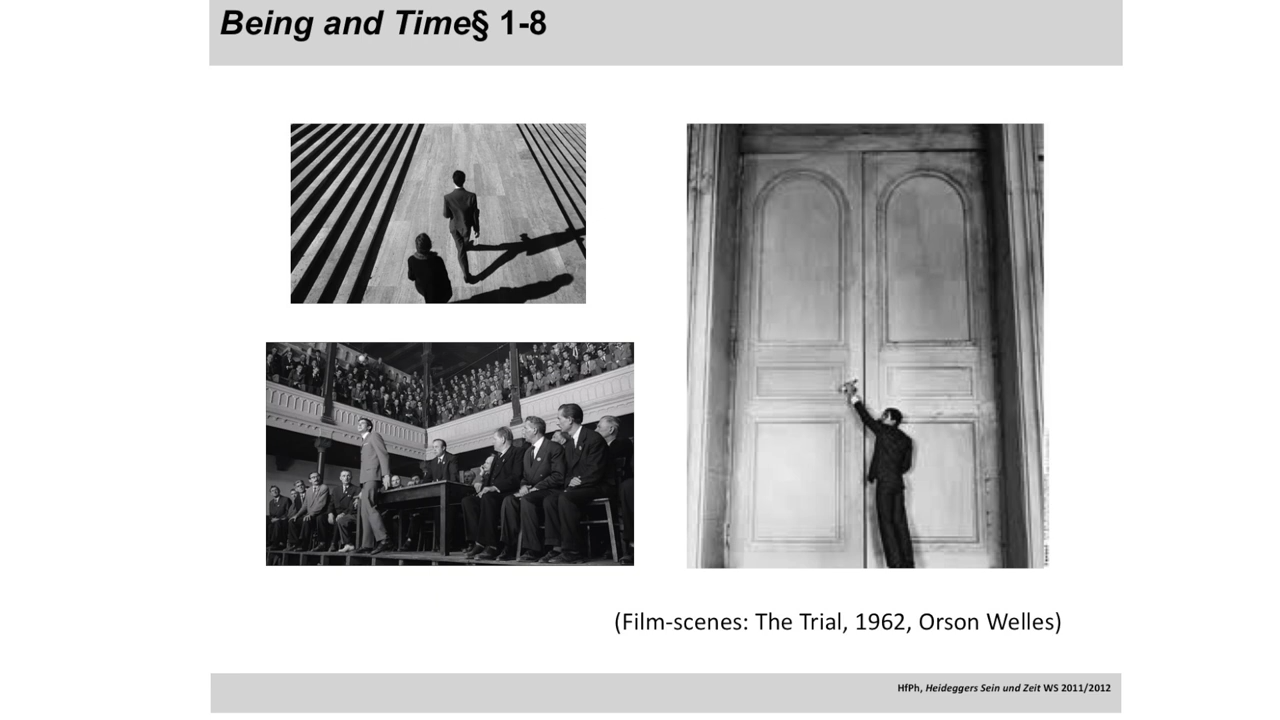 Being and Time§ 1-8
(Film-scenes: The Trial, 1962, Orson Welles)
HfPh, Heideggers Sein und Zeit WS 2011/2012